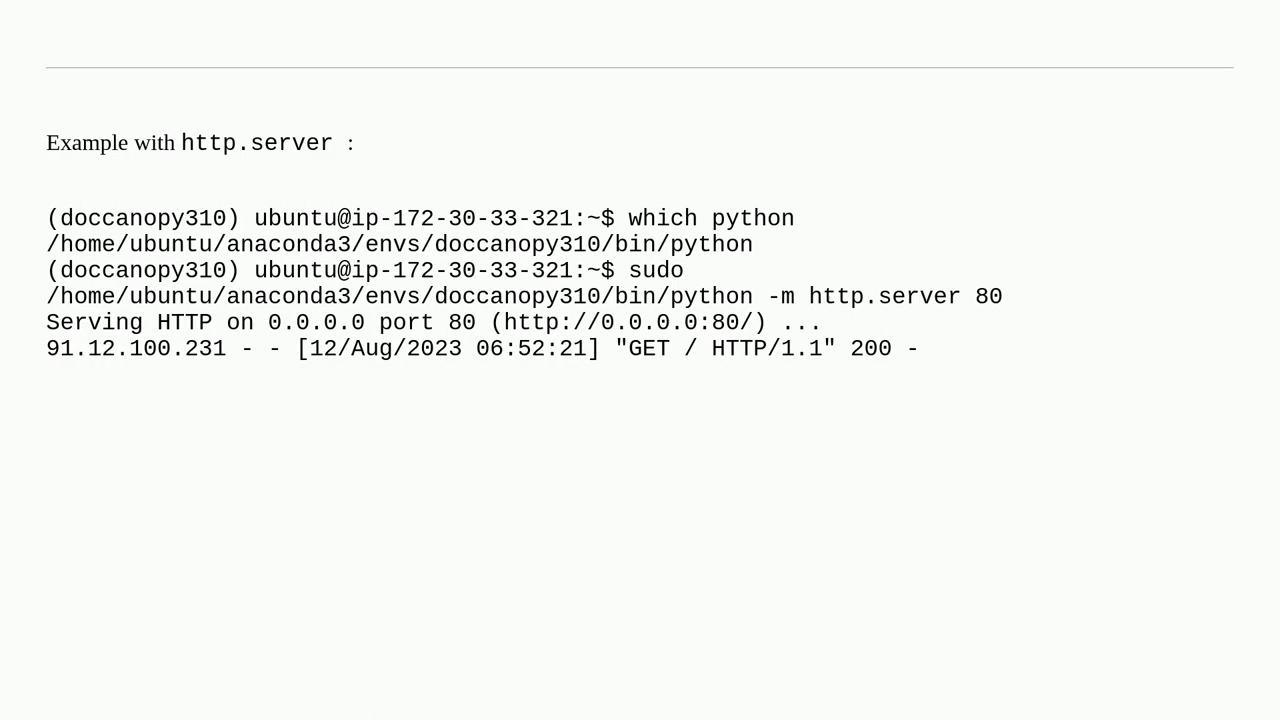 Example with http.server :
(doccanopy310) ubuntu@ip-172-30-33-321:~$ which python
/home/ubuntu/anaconda3/envs/doccanopy310/bin/python
(doccanopy310) ubuntu@ip-172-30-33-321:~$ sudo
/home/ubuntu/anaconda3/envs/doccanopy310/bin/python -m http.server 80
Serving HTTP on 0.0.0.0 port 80 (http://0.0.0.0:80/) ...
91.12.100.231 - - [12/Aug/2023 06:52:21] "GET / HTTP/1.1" 200 -